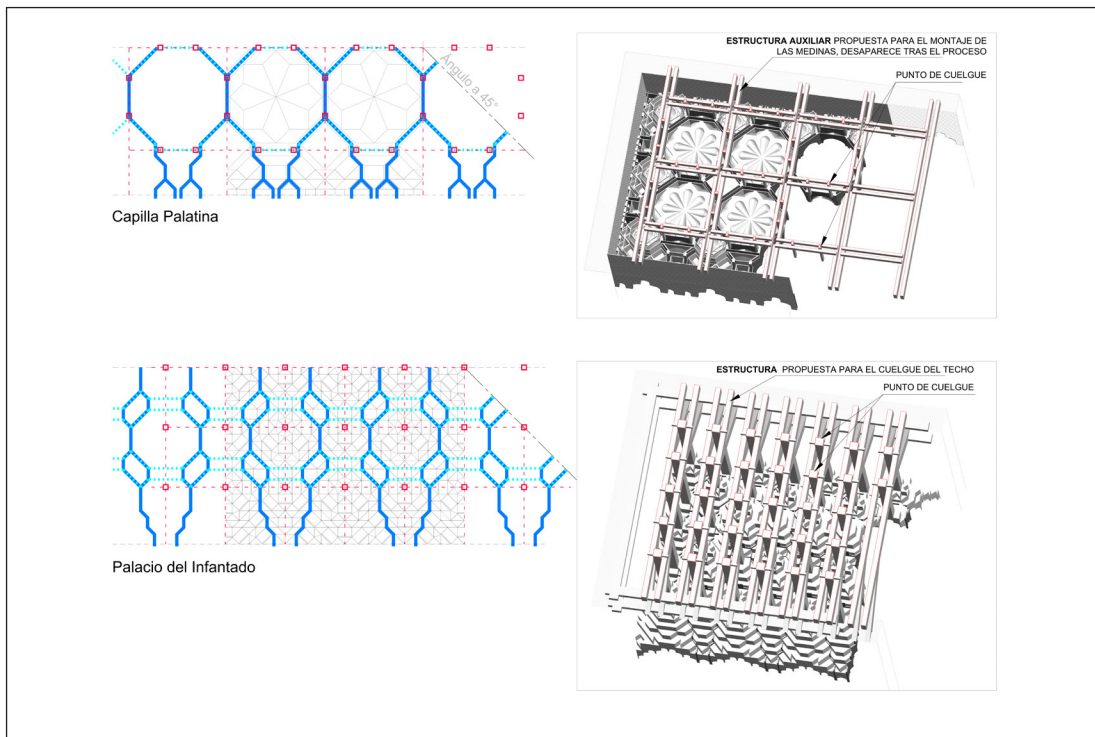 Ángulo a 45°
Capilla Palatina
ESTRUCTURA AUXILIAR PROPUESTA PARA EL MONTAJE DE
LAS MEDINAS, DESAPARECE TRAS EL PROCESO
PUNTO DE CUELGUE
Palacio del Infantado
ESTRUCTURA PROPUESTA PARA EL CUELGUE DEL TECHO
PUNTO DE CUELGUE